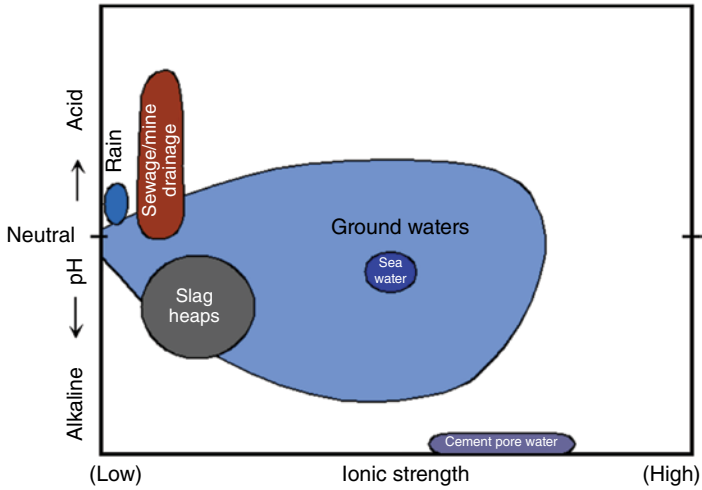 Acid
Rain
Sewage/mine
drainage
Neutral
pH
Alkaline
Ground waters
Sea
water
Slag
heaps
Cement pore water
(Low)
Ionic strength
(High)